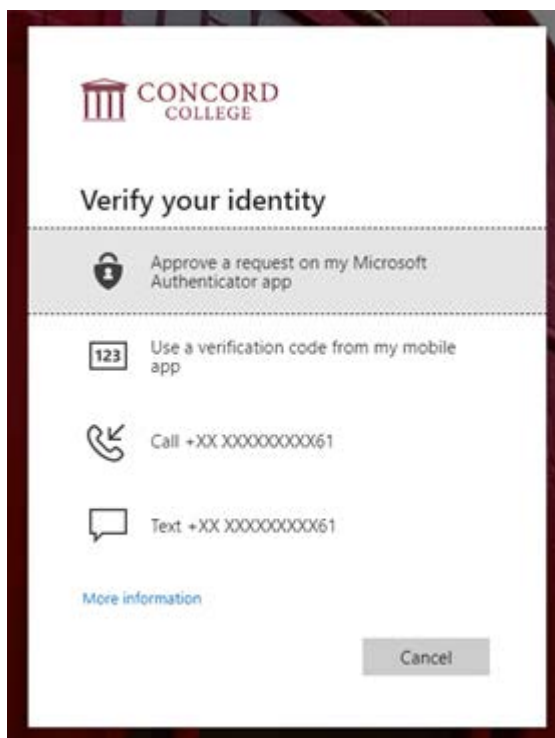 CONCORD
COLLEGE
Verify your identity
Approve a request on my Microsoft
Authenticator app
123
Use a verification code from my mobile
app
Call +XX XXXXXXXXX61
Text +XX XXXXXXXXX61
More information
Cancel